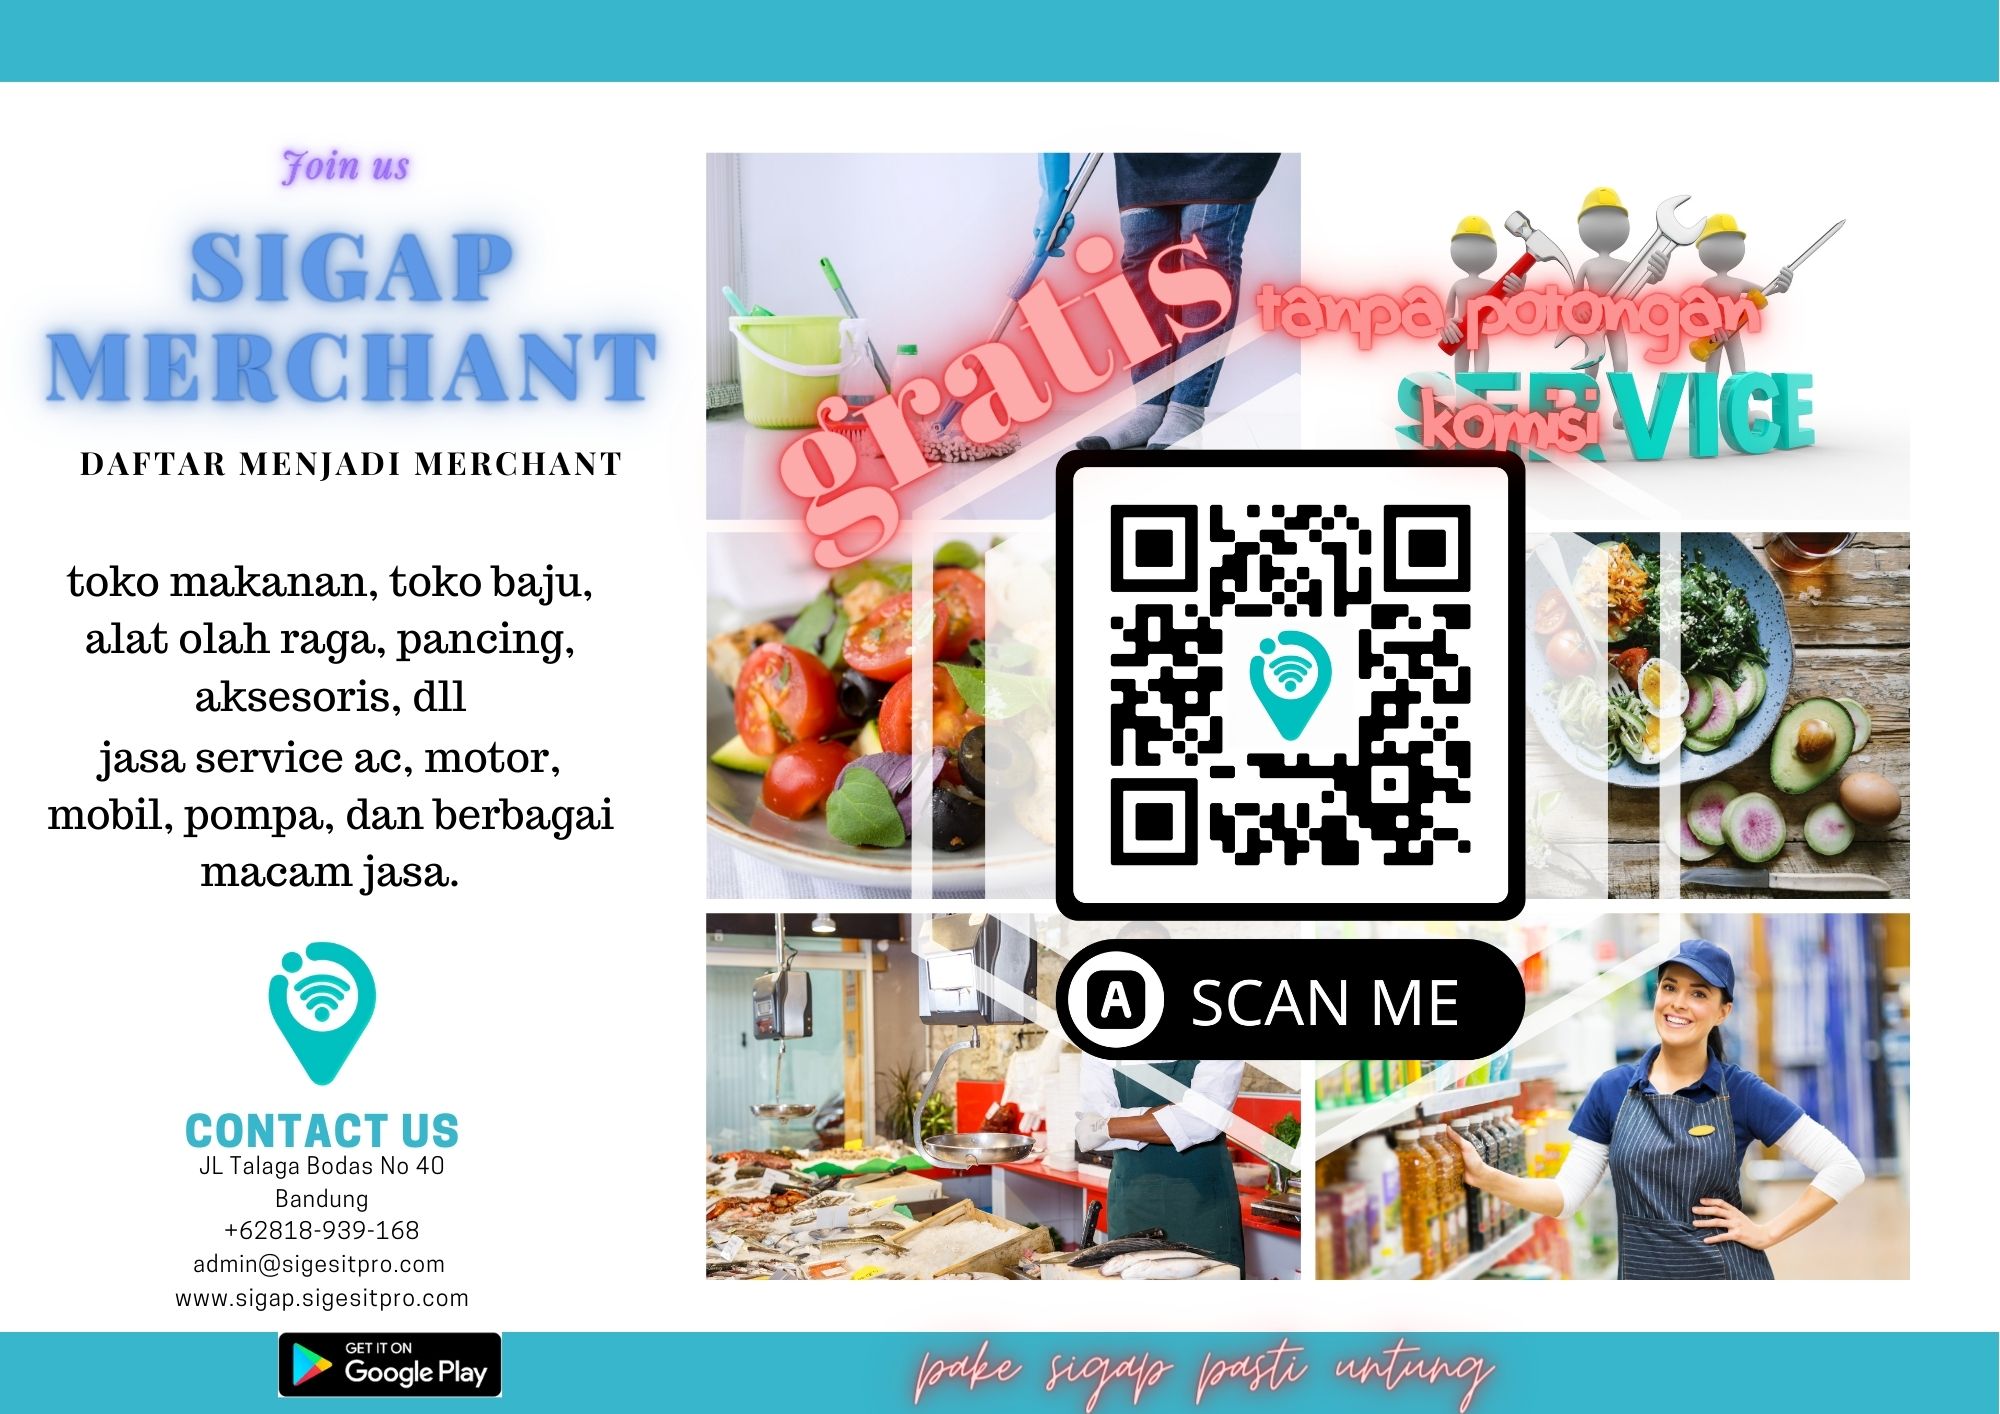 Join us
SIGAP
MERCHANT
DAFTAR MENJADI MERCHANT
toko makanan, toko baju,
alat olah raga, pancing,
aksesoris, dll
jasa service ac, motor,
mobil, pompa, dan berbagai
macam jasa.
CONTACT US
JL Talaga Bodas No 40
Bandung
+62818-939-168
admin@sigesitpro.com
www.sigap.sigesitpro.com
GET IT ON
Google Play
gratis
tanpa potongan
komisi
SERVICE
A SCAN ME
pake sigap pasti untung